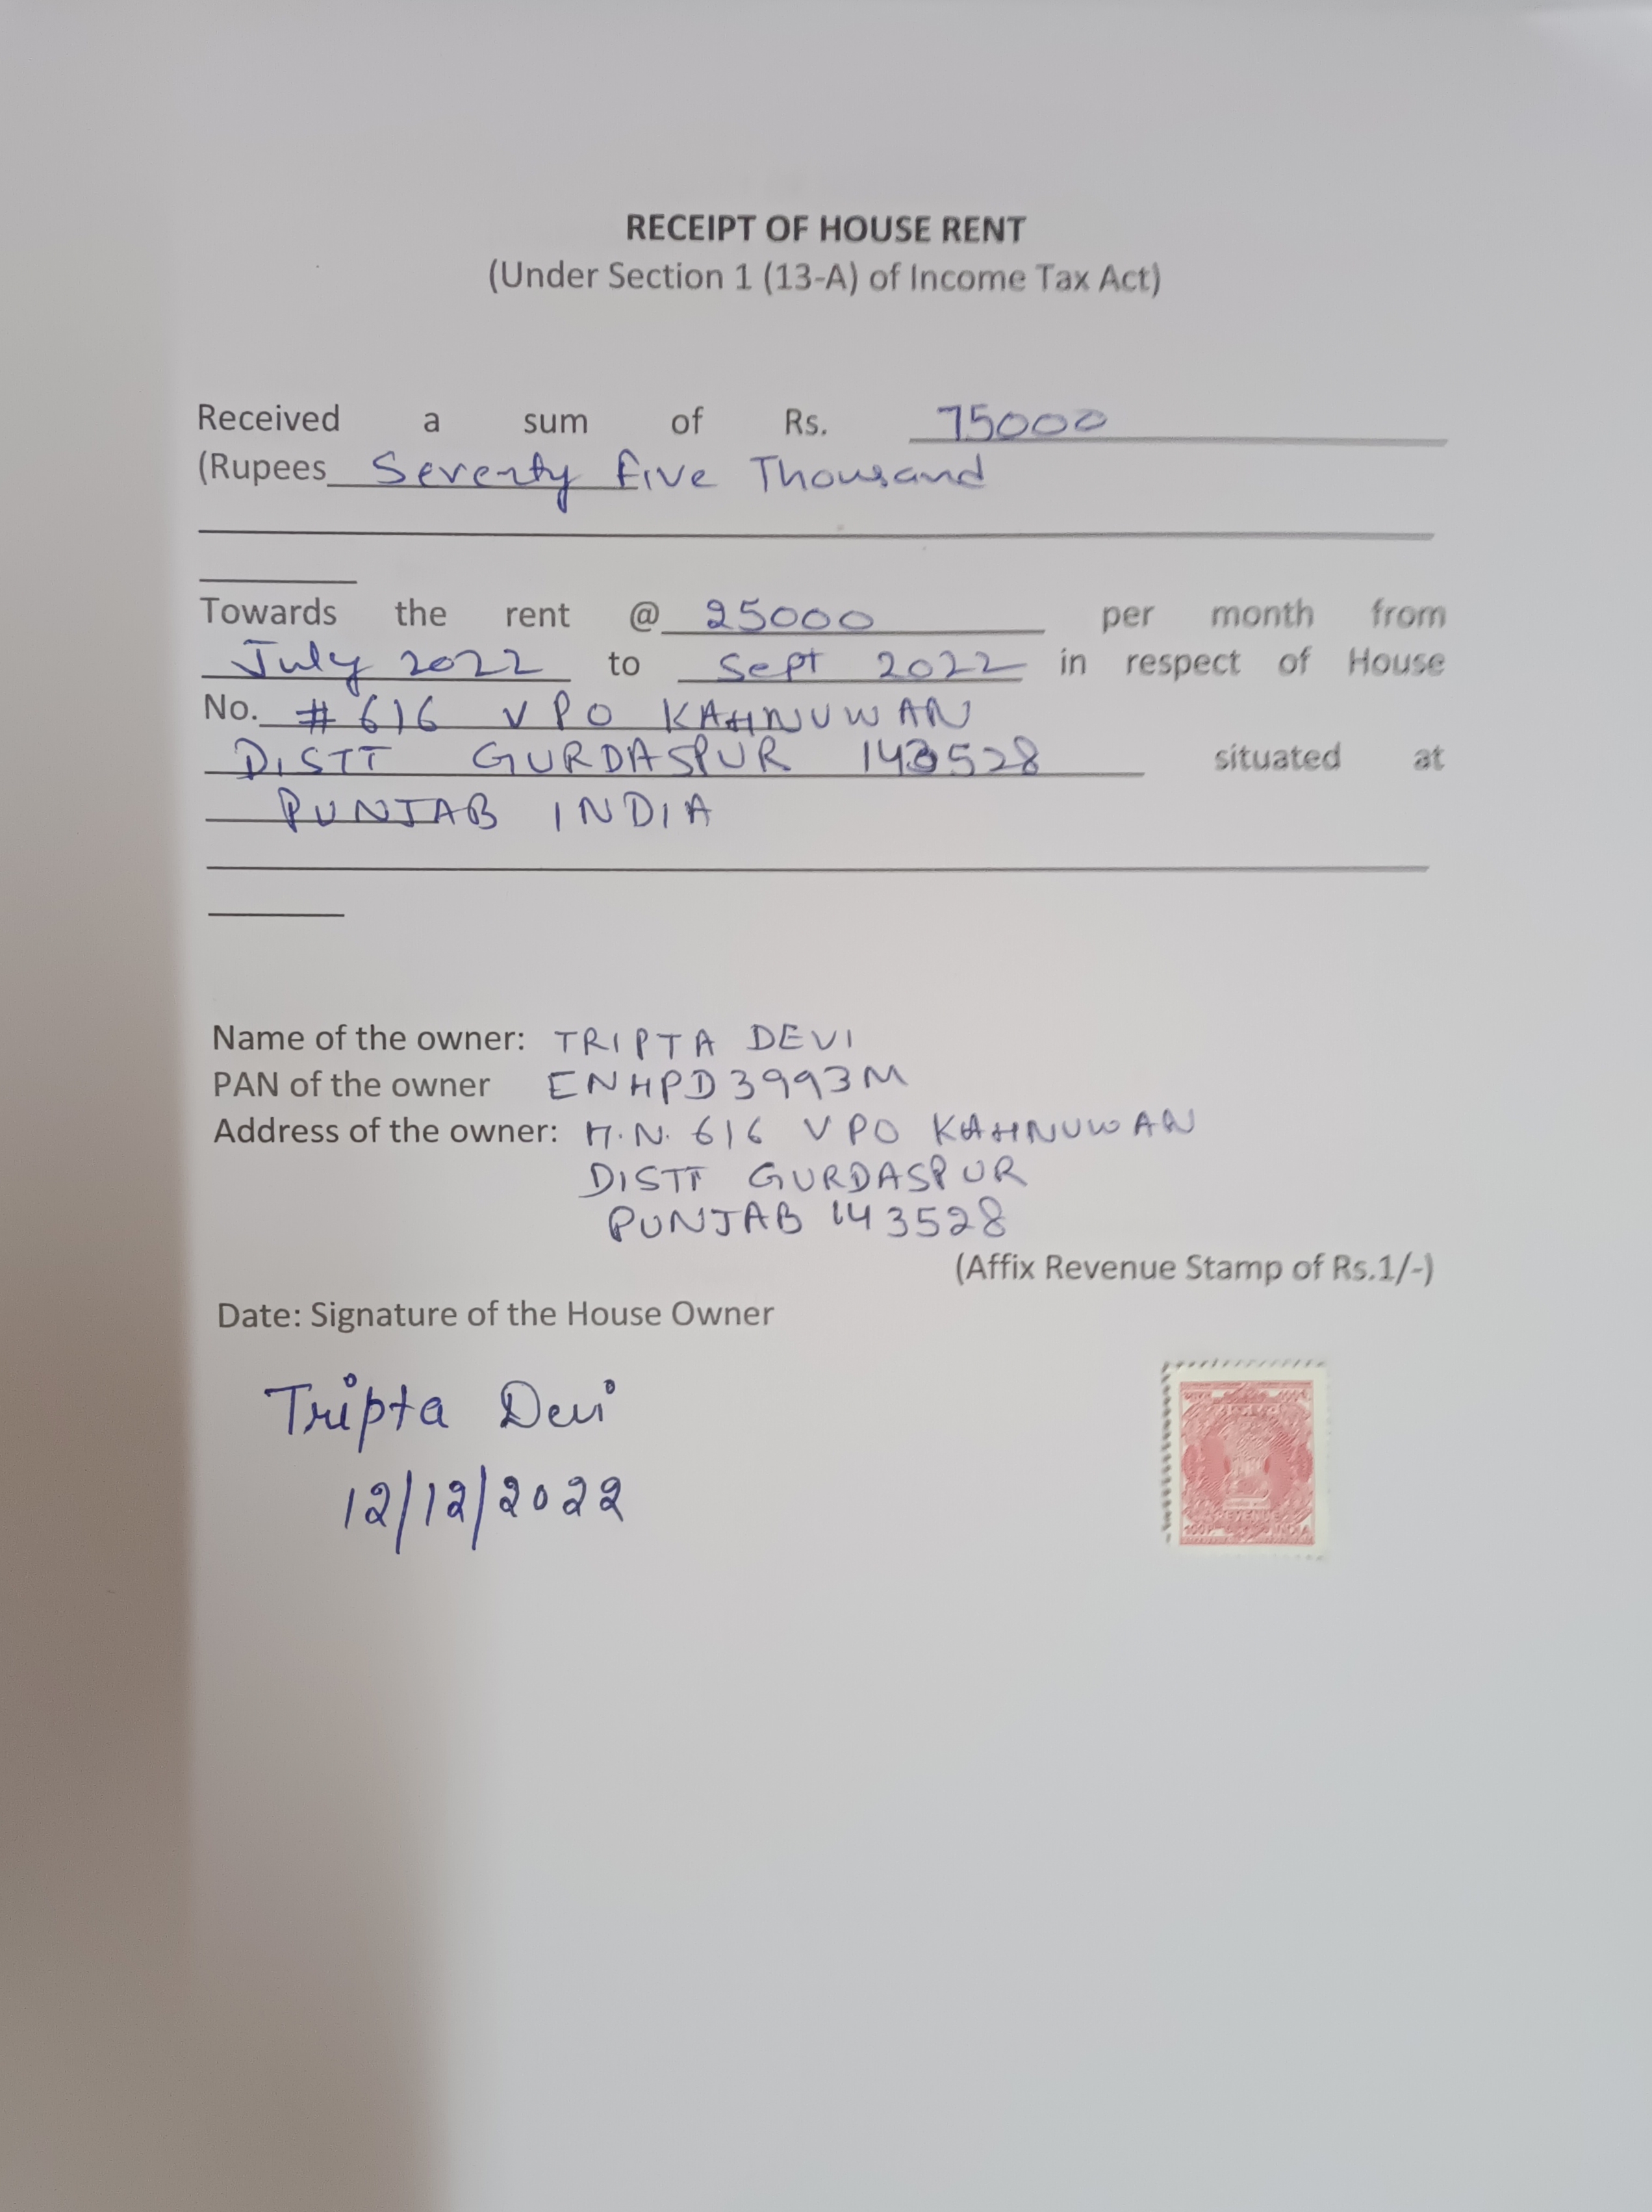 RECEIPT OF HOUSE RENT
(Under Section 1 (13-A) of Income Tax Act)
Received a sum of Rs. 75000
(Rupees Seventy Five Thousand
Towards the rent @ 25000 per month from
July 2022 to Sept 2022 in respect of House
No. # 616 VPO KAHNUWAN
DISTT GURDASPUR 143528 situated at
PUNJAB INDIA
Name of the owner: TRIPTA DEVI
PAN of the owner ENHPD3993M
Address of the owner: H.N. 616 VPO KAHNUWAN
DISTT GURDASPUR
PUNJAB 143528
(Affix Revenue Stamp of Rs.1/-)
Date: Signature of the House Owner
Tripta Devi
12/12/2022
REVENUE
INDIA